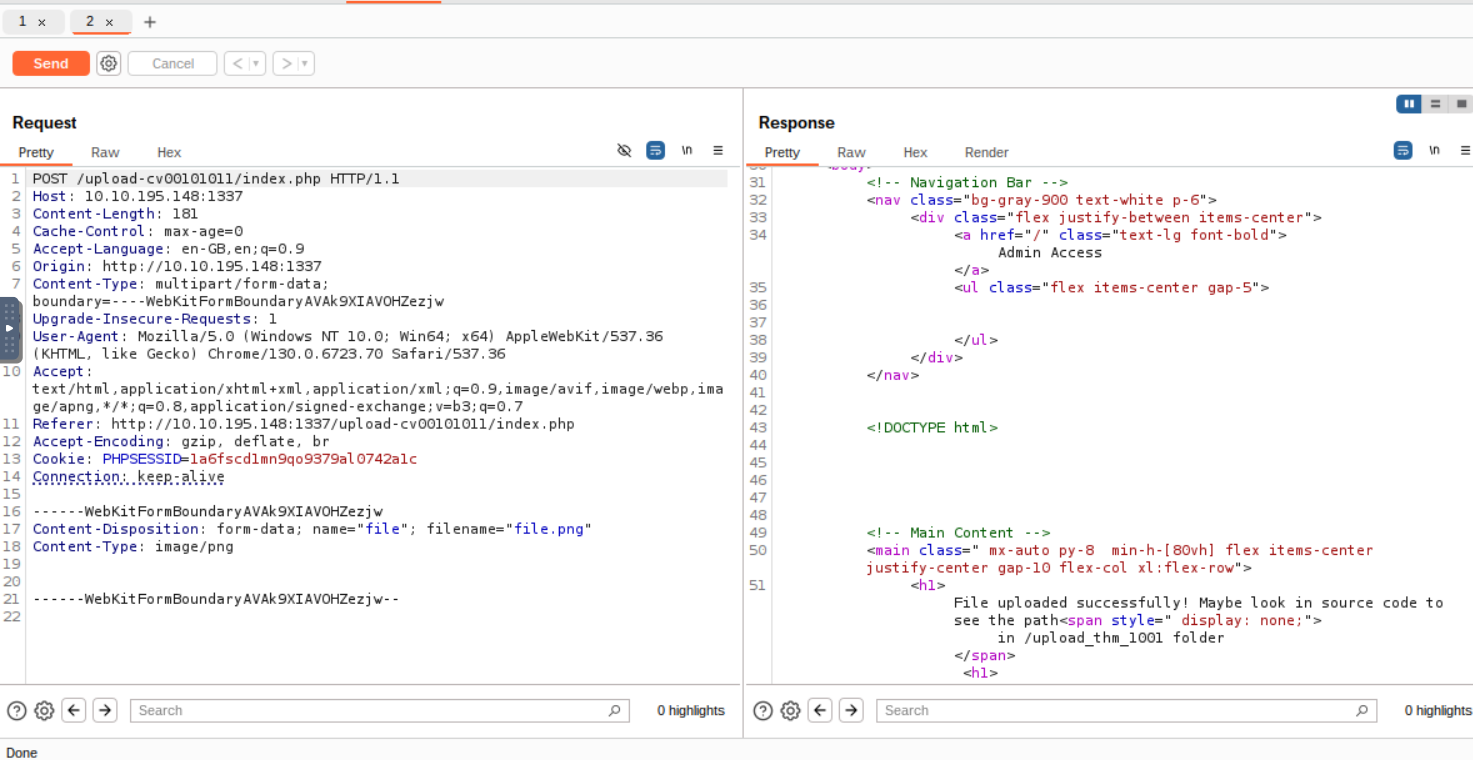 1 × 2 × +
Send Cancel < >
Request
Pretty Raw Hex \n
1 POST /upload-cv00101011/index.php HTTP/1.1
2 Host: 10.10.195.148:1337
3 Content-Length: 181
4 Cache-Control: max-age=0
5 Accept-Language: en-GB,en;q=0.9
6 Origin: http://10.10.195.148:1337
7 Content-Type: multipart/form-data;
boundary=----WebKitFormBoundaryAVAk9XIAVOHZezjw
Upgrade-Insecure-Requests: 1
User-Agent: Mozilla/5.0 (Windows NT 10.0; Win64; x64) AppleWebKit/537.36
(KHTML, like Gecko) Chrome/130.0.6723.70 Safari/537.36
10 Accept:
text/html,application/xhtml+xml,application/xml;q=0.9,image/avif,image/webp,ima
ge/apng,*/*;q=0.8,application/signed-exchange;v=b3;q=0.7
11 Referer: http://10.10.195.148:1337/upload-cv00101011/index.php
12 Accept-Encoding: gzip, deflate, br
13 Cookie: PHPSESSID=1a6fscd1mn9qo9379al0742a1c
14 Connection: keep-alive
15
16 ------WebKitFormBoundaryAVAk9XIAVOHZezjw
17 Content-Disposition: form-data; name="file"; filename="file.png"
18 Content-Type: image/png
19
20
21 ------WebKitFormBoundaryAVAk9XIAVOHZezjw--
22
Search 0 highlights
Response
Pretty Raw Hex Render \n
31 <!-- Navigation Bar -->
32 <nav class="bg-gray-900 text-white p-6">
33 <div class="flex justify-between items-center">
34 <a href="/" class="text-lg font-bold">
Admin Access
</a>
35 <ul class="flex items-center gap-5">
36
37
38 </ul>
39 </div>
40 </nav>
41
42
43 <!DOCTYPE html>
44
45
46
47
48
49 <!-- Main Content -->
50 <main class=" mx-auto py-8  min-h-[80vh] flex items-center
justify-center gap-10 flex-col xl:flex-row">
51 <h1>
File uploaded successfully! Maybe look in source code to
see the path<span style=" display: none;">
in /upload_thm_1001 folder
</span>
<h1>
Search 0 highlights
Done